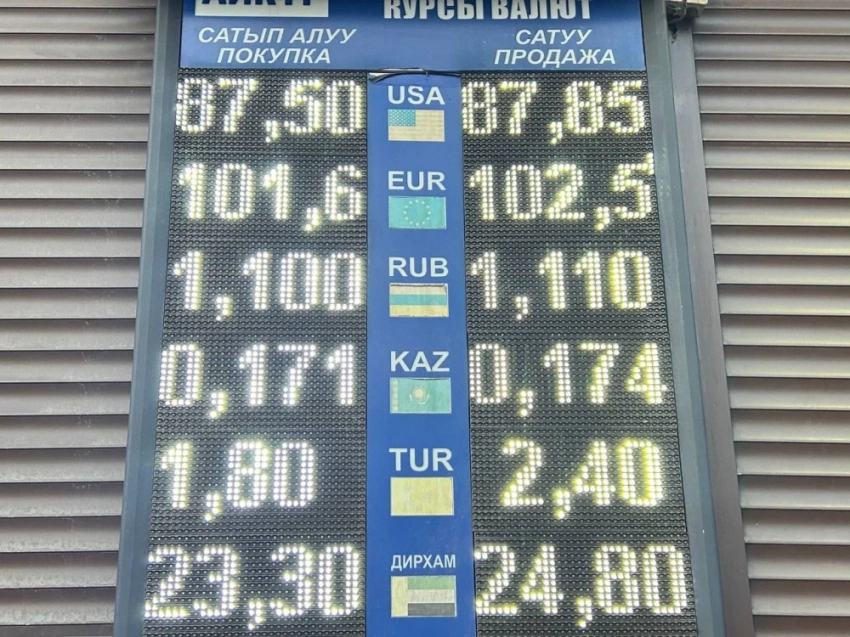 КУРСЫ ВАЛЮТ
САТЫП АЛУУ САТУУ
ПОКУПКА ПРОДАЖА
87,50 USA 87,85
101,6 EUR 102,5
1,100 RUB 1,110
0,171 KAZ 0,174
1,80 TUR 2,40
23,30 ДИРХАМ 24,80